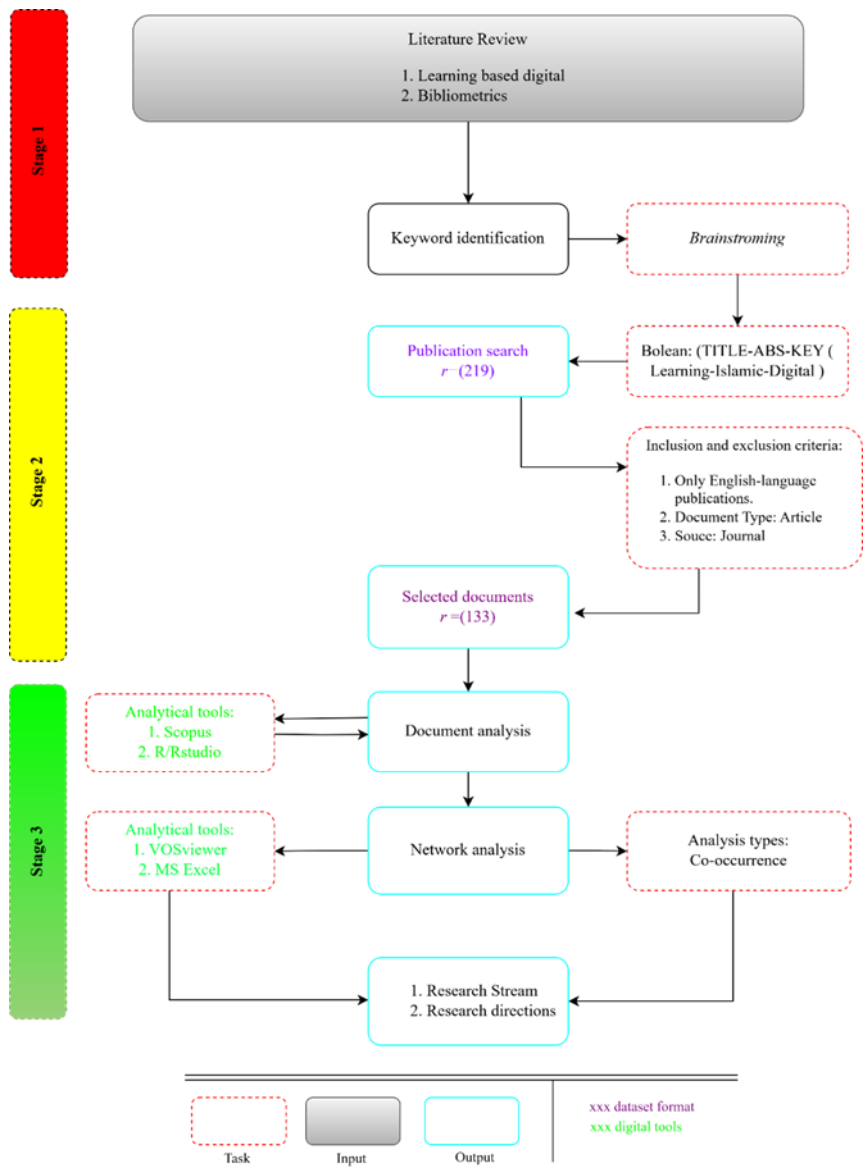 Stage 1
Literature Review
1. Learning based digital
2. Bibliometrics
Keyword identification
Brainstroming
Stage 2
Publication search
r=(219)
Bolean: (TITLE-ABS-KEY (
Learning-Islamic-Digital )
Inclusion and exclusion criteria:
1. Only English-language
publications.
2. Document Type: Article
3. Souce: Journal
Selected documents
r =(133)
Stage 3
Analytical tools:
1. Scopus
2. R/Rstudio
Document analysis
Analytical tools:
1. VOSviewer
2. MS Excel
Network analysis
Analysis types:
Co-occurrence
1. Research Stream
2. Research directions
Task
Input
Output
xxx dataset format
xxx digital tools